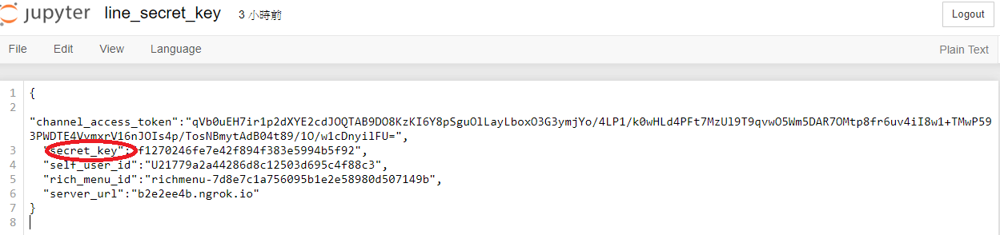 jupyter line_secret_key 3 小時前 Logout
File Edit View Language Plain Text
1 {
2
"channel_access_token":"qVb0uEH7ir1p2dXYE2cdJOQTAB9DO8KzKI6Y8pSguOlLayLboxO3G3ymjYo/4LP1/k0wHLd4PFt7MzUl9T9qvwO5Wm5DAR7OMtp8fr6uv4iI8w1+TMwP59
3PWDTE4VvmxrV16nJOIs4p/TosNBmytAdB04t89/1O/w1cDnyilFU=",
3 "secret_key":"f1270246fe7e42f894f383e5994b5f92",
4 "self_user_id":"U21779a2a44286d8c12503d695c4f88c3",
5 "rich_menu_id":"richmenu-7d8e7c1a756095b1e2e58980d507149b",
6 "server_url":"b2e2ee4b.ngrok.io"
7 }
8